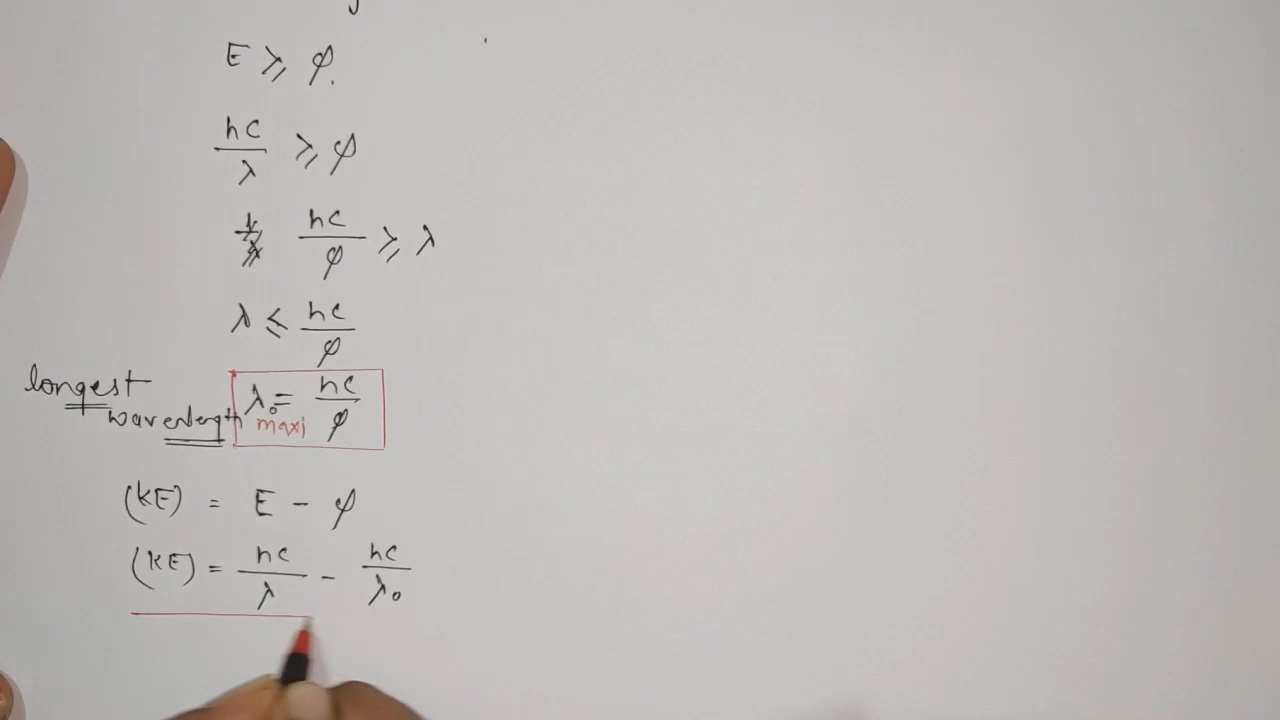 E ⩾ φ.
hc/λ ⩾ φ
hc/φ ⩾ λ
λ ⩽ hc/φ
longest wavelength λ₀ = hc/φ
maxi
(KE) = E - φ
(KE) = hc/λ - hc/λ₀